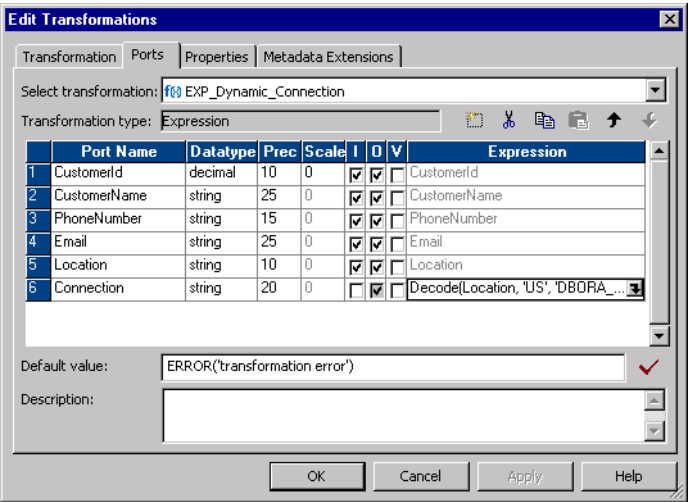 Edit Transformations
Transformation Ports Properties Metadata Extensions
Select transformation: f(x) EXP_Dynamic_Connection
Transformation type: Expression
Port Name Datatype Prec Scale I O V Expression
1 CustomerId decimal 10 0 CustomerId
2 CustomerName string 25 0 CustomerName
3 PhoneNumber string 15 0 PhoneNumber
4 Email string 25 0 Email
5 Location string 10 0 Location
6 Connection string 20 0 Decode(Location, 'US', 'DBORA_...
Default value: ERROR('transformation error')
Description:
OK Cancel Apply Help